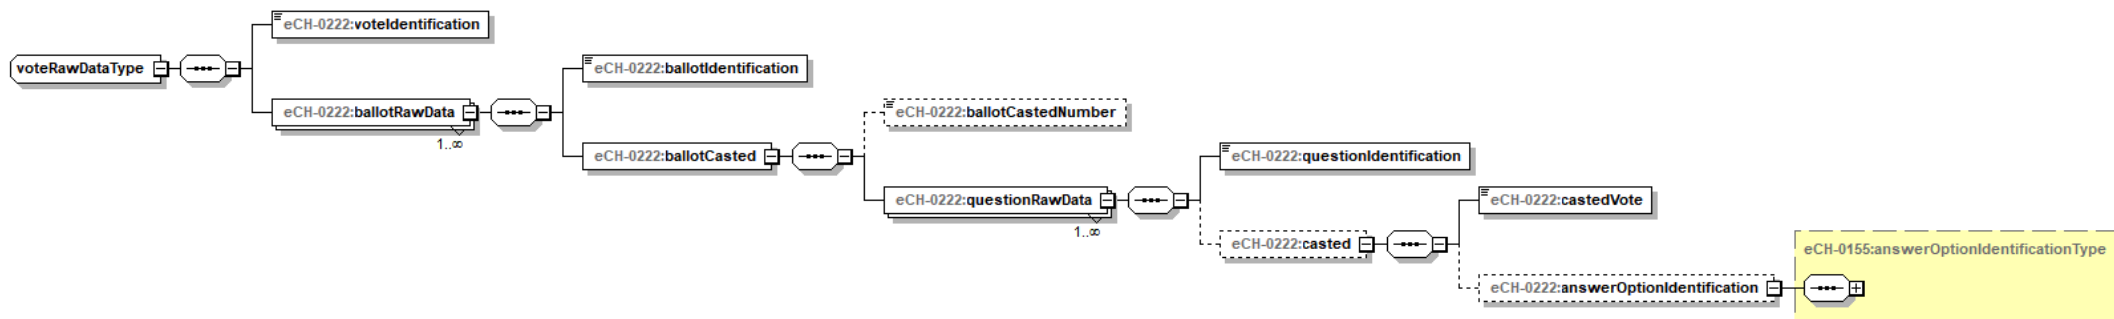 eCH-0222:voteIdentification
voteRawDataType
eCH-0222:ballotIdentification
eCH-0222:ballotRawData
1..∞
eCH-0222:ballotCastedNumber
eCH-0222:ballotCasted
eCH-0222:questionIdentification
eCH-0222:questionRawData
1..∞
eCH-0222:castedVote
eCH-0222:casted
eCH-0155:answerOptionIdentificationType
eCH-0222:answerOptionIdentification